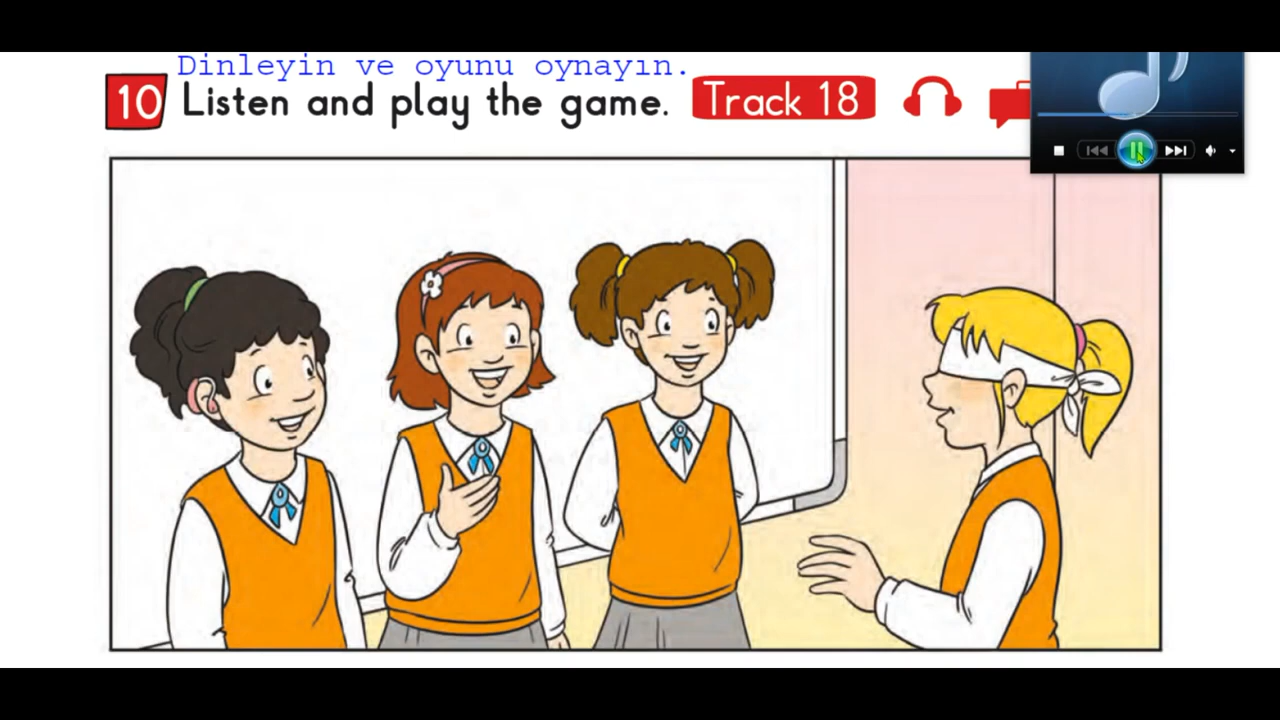 Dinleyin ve oyunu oynayın.
10 Listen and play the game. Track 18